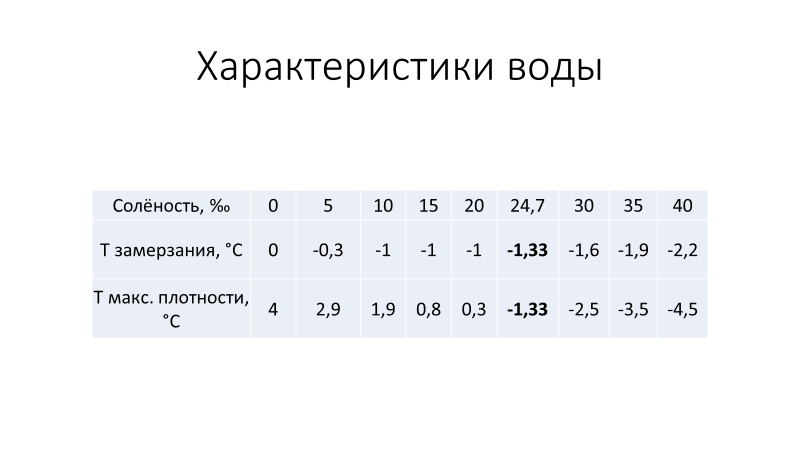 Характеристики воды
Солёность, ‰ 0 5 10 15 20 24,7 30 35 40
Т замерзания, °C 0 -0,3 -1 -1 -1 -1,33 -1,6 -1,9 -2,2
Т макс. плотности,
°C 4 2,9 1,9 0,8 0,3 -1,33 -2,5 -3,5 -4,5